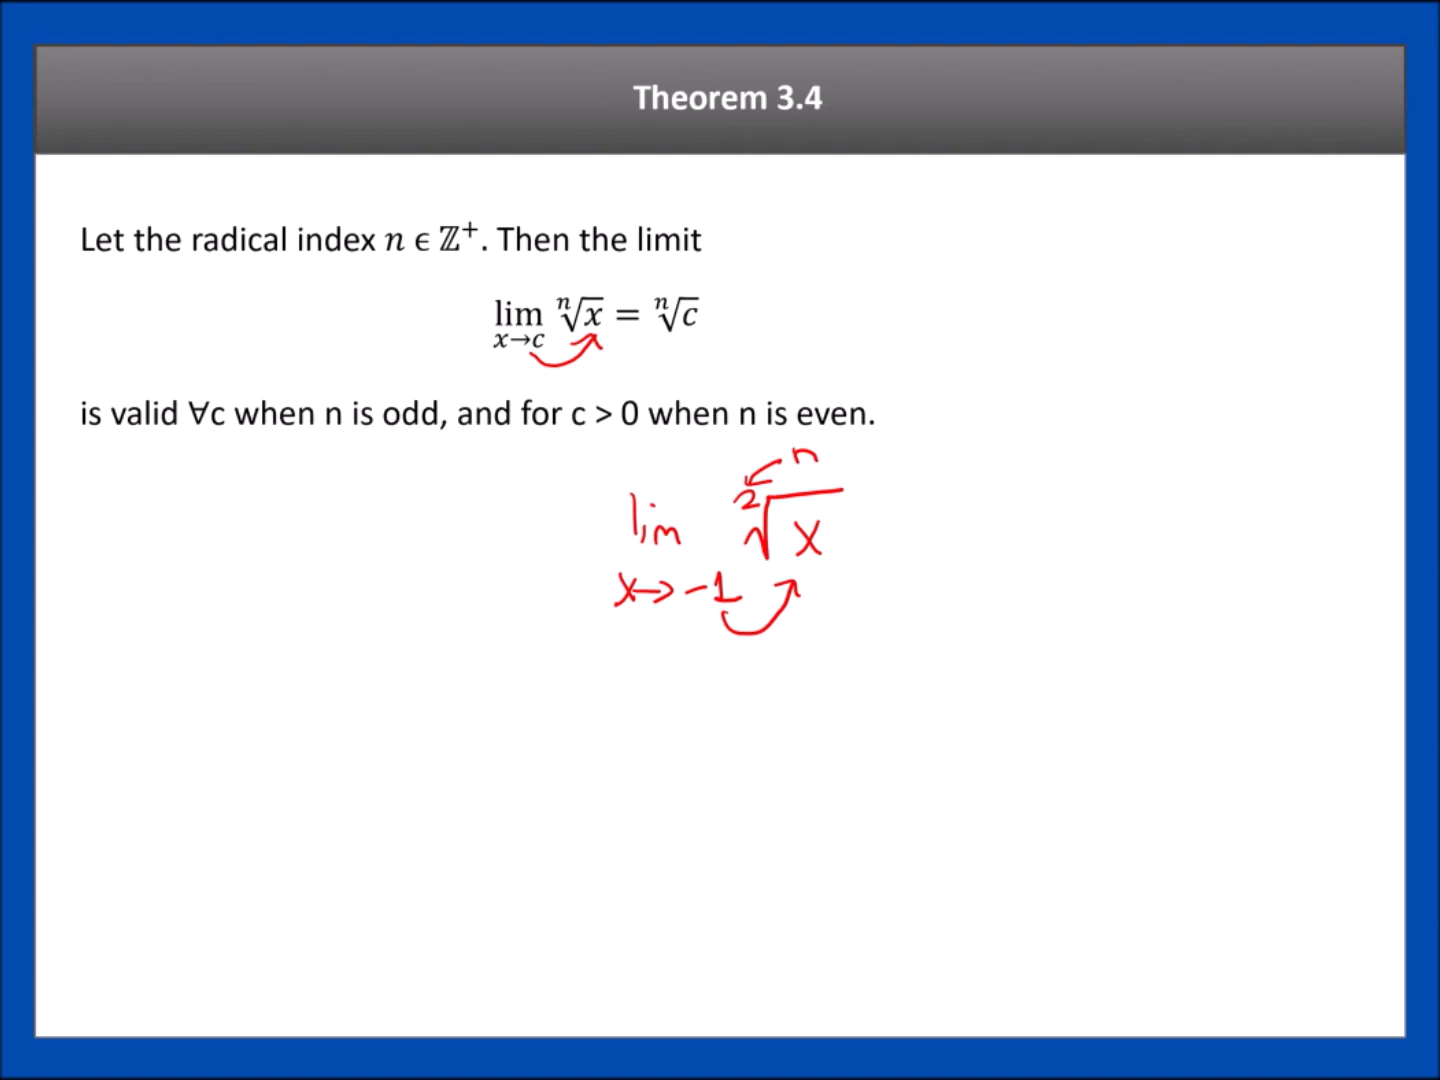 Theorem 3.4
Let the radical index n ϵ ℤ⁺. Then the limit
lim x→c ⁿ√x = ⁿ√c
is valid ∀c when n is odd, and for c > 0 when n is even.
n
lim x→-1 ²√x